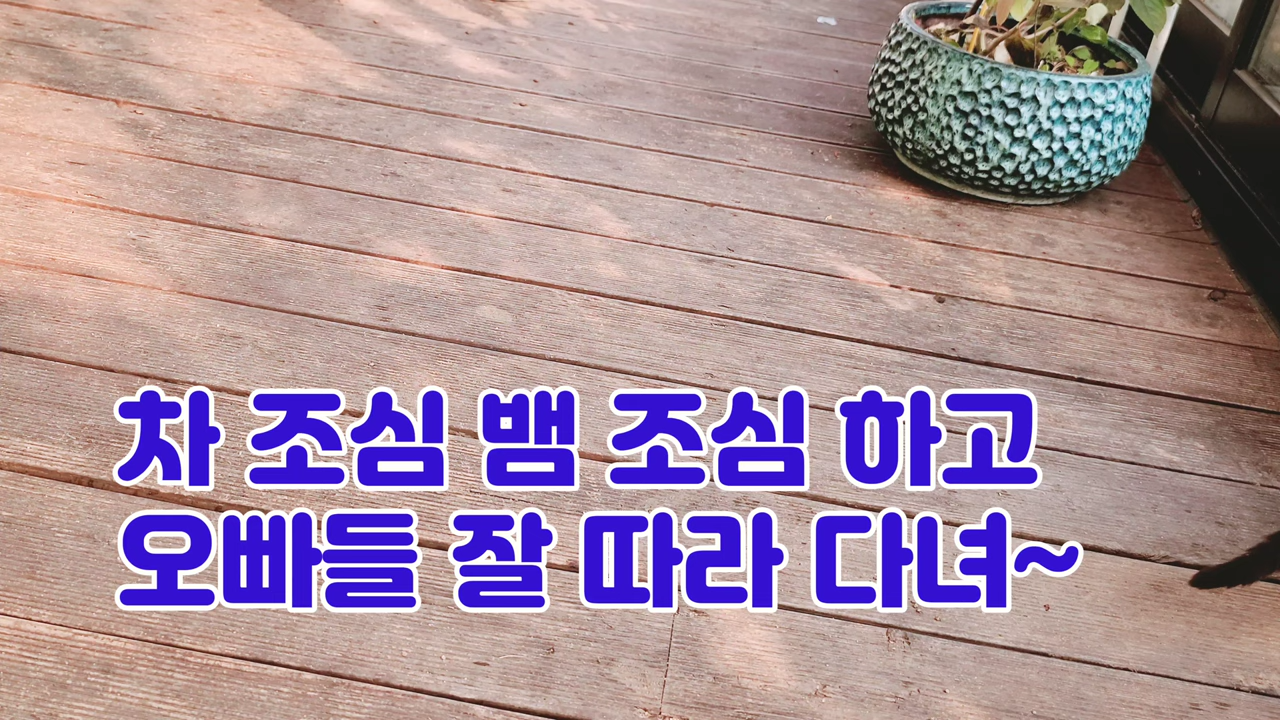 차 조심 뱀 조심 하고
오빠들 잘 따라 다녀~